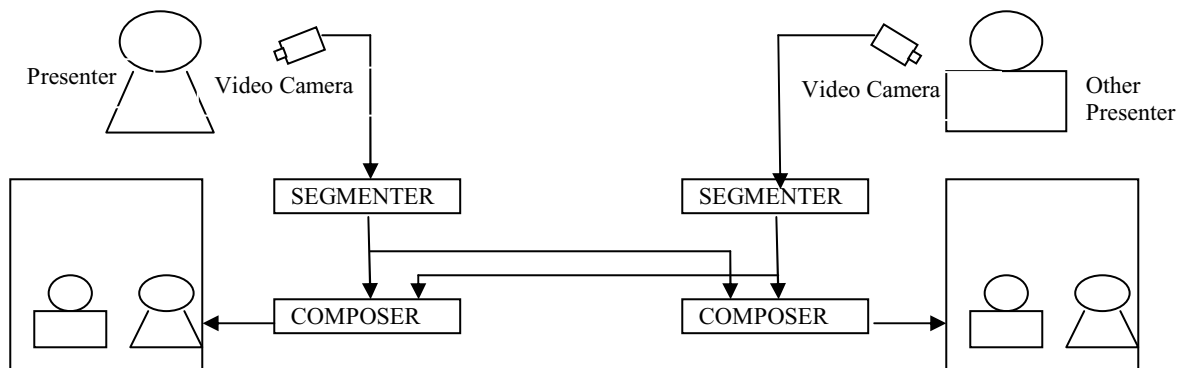 Presenter
Video Camera
Video Camera
Other
Presenter
SEGMENTER
SEGMENTER
COMPOSER
COMPOSER